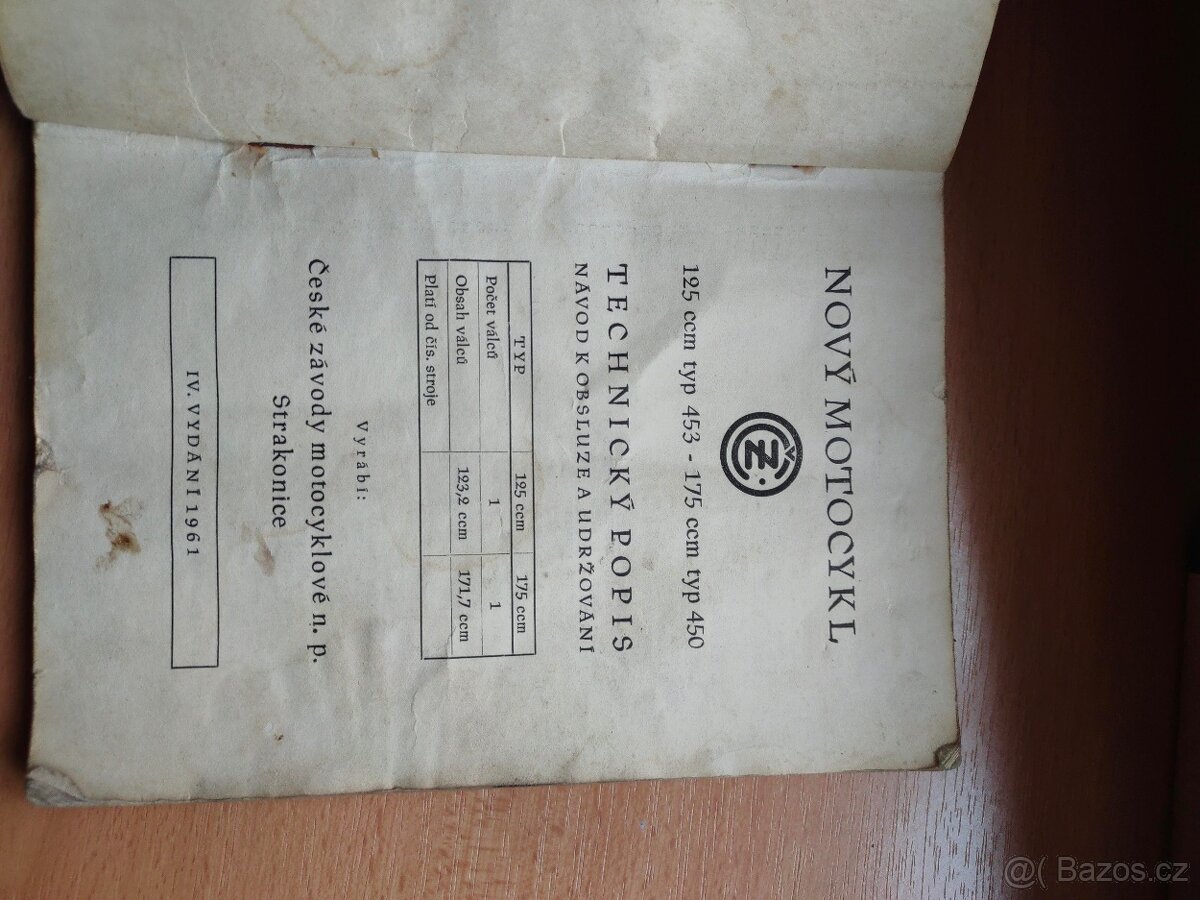 NOVÝ MOTOCYKL
ČZ
125 ccm typ 453 - 175 ccm typ 450
TECHNICKÝ POPIS
NÁVOD K OBSLUZE A UDRŽOVÁNÍ
TYP 125 ccm 175 ccm
Počet válců 1 1
Obsah válců 123,2 ccm 171,7 ccm
Platí od čís. stroje
Vyrábí:
České závody motocyklové n. p.
Strakonice
IV. VYDÁNÍ 1961
@( Bazos.cz